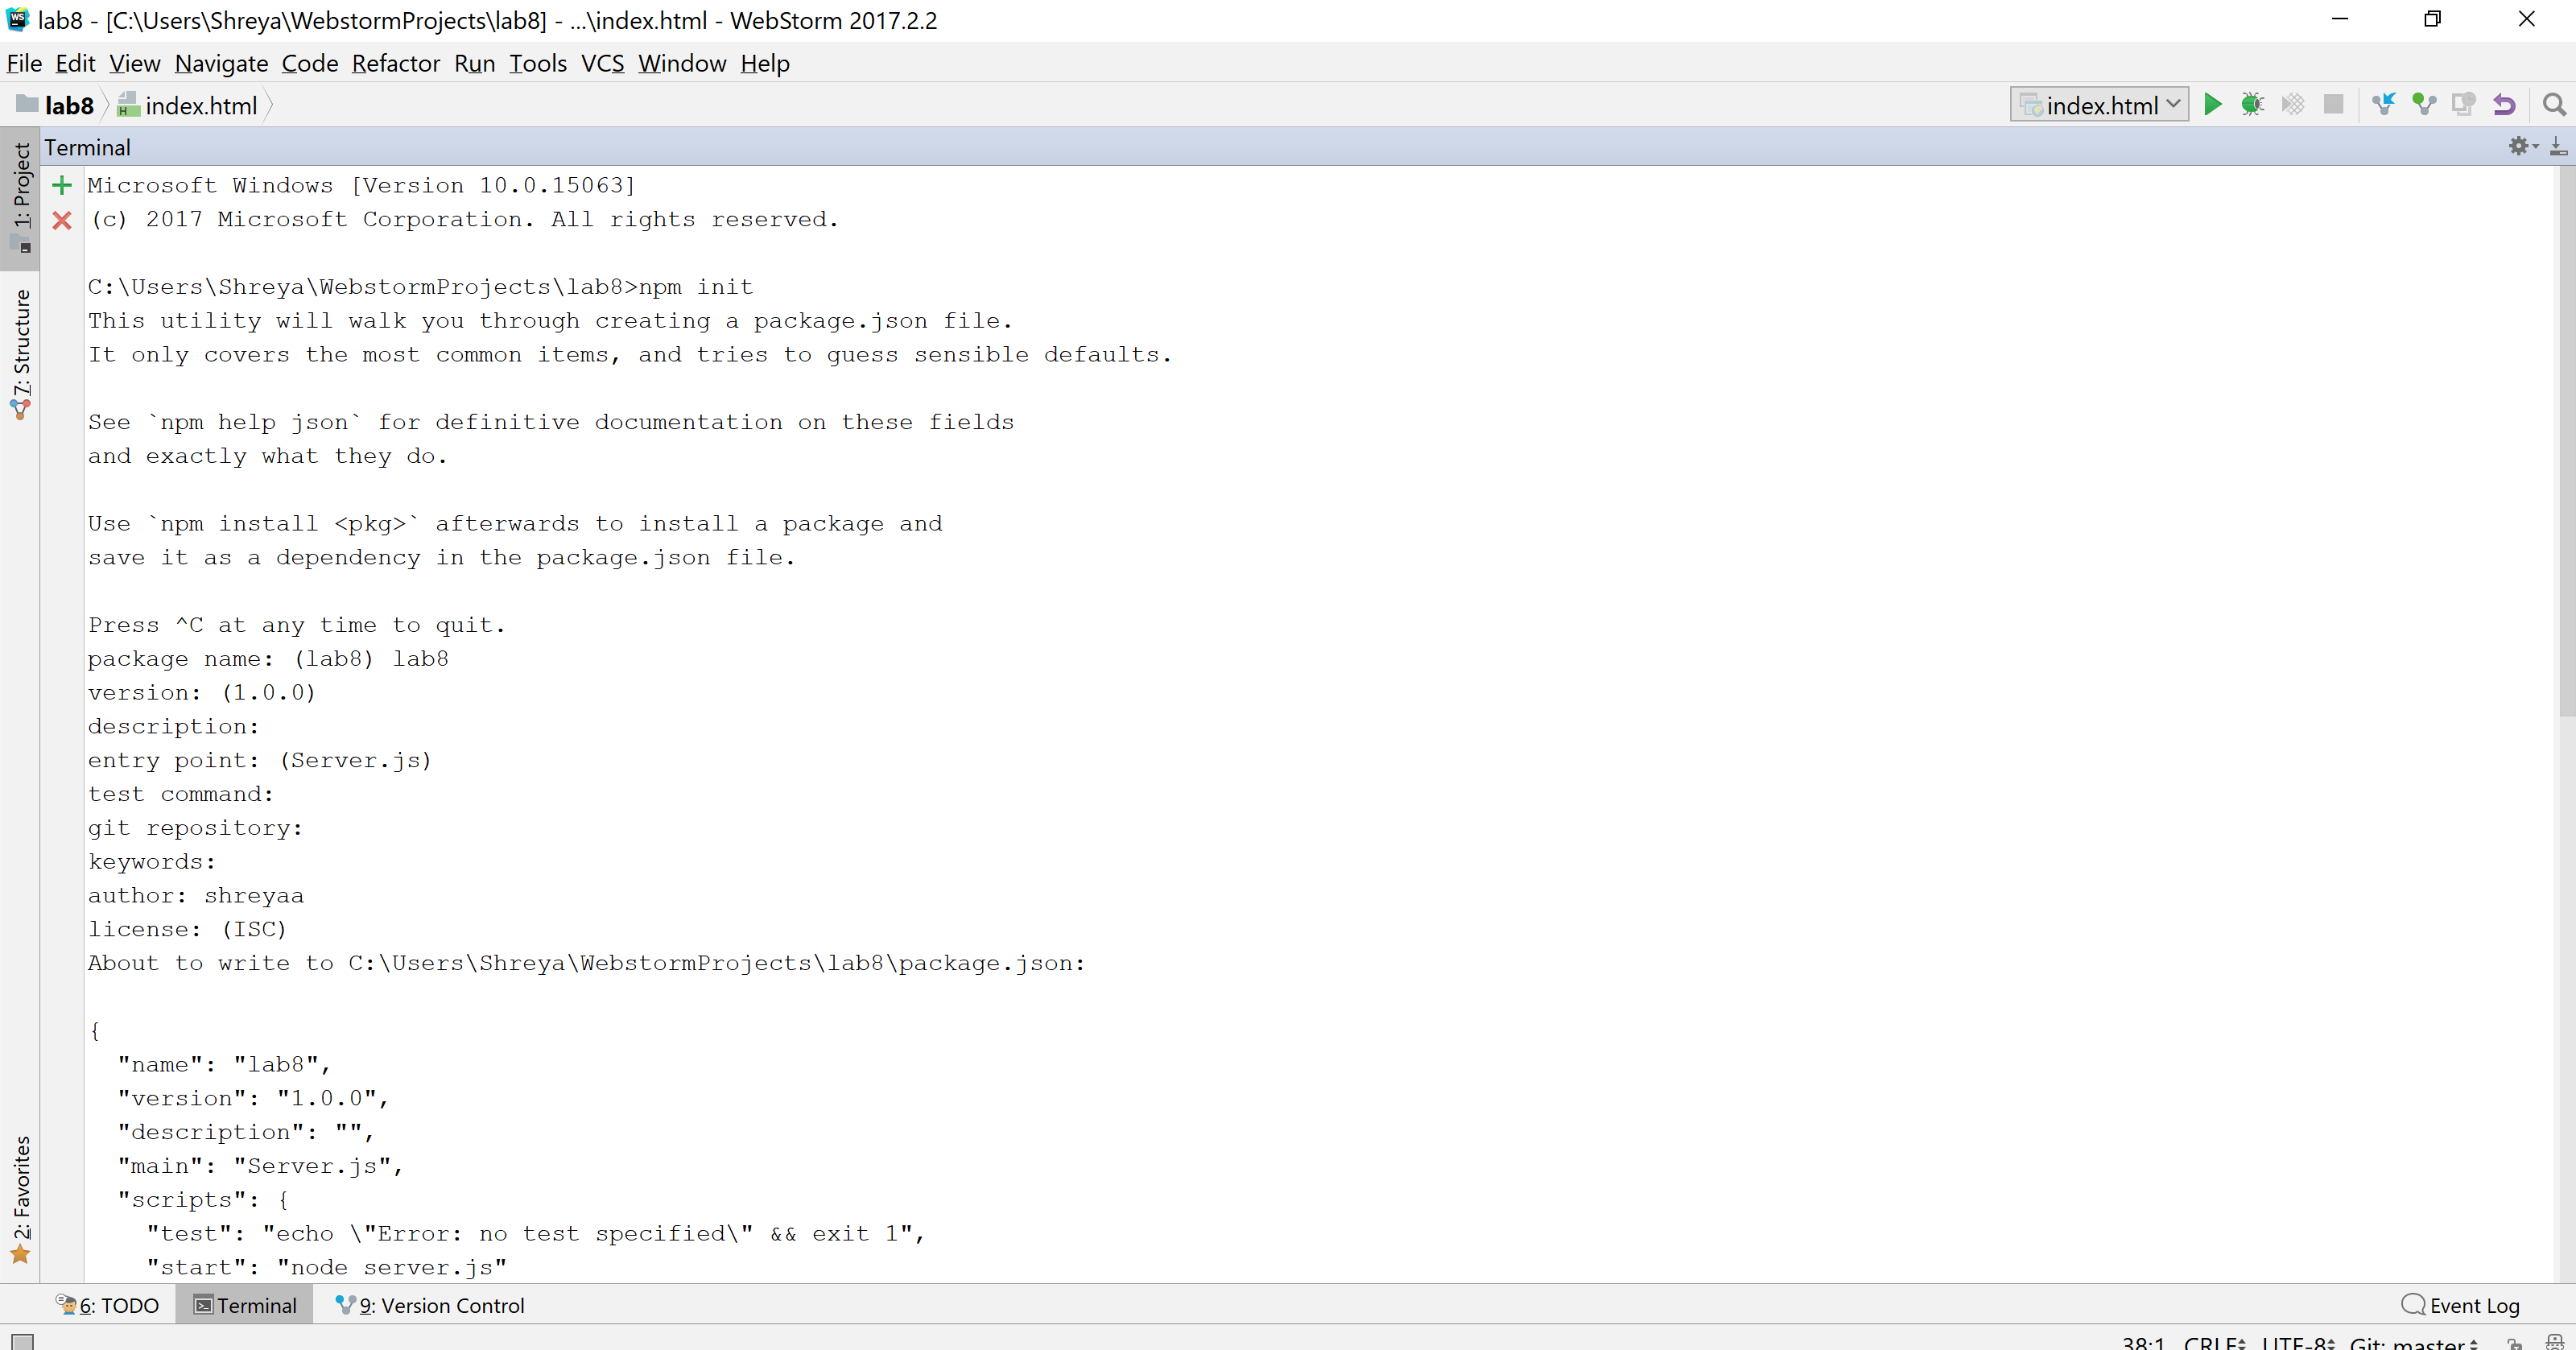 lab8 - [C:\Users\Shreya\WebstormProjects\lab8] - ...\index.html - WebStorm 2017.2.2
File Edit View Navigate Code Refactor Run Tools VCS Window Help
lab8 index.html index.html
Terminal
1: Project
7: Structure
2: Favorites
Microsoft Windows [Version 10.0.15063]
(c) 2017 Microsoft Corporation. All rights reserved.
C:\Users\Shreya\WebstormProjects\lab8>npm init
This utility will walk you through creating a package.json file.
It only covers the most common items, and tries to guess sensible defaults.
See `npm help json` for definitive documentation on these fields
and exactly what they do.
Use `npm install <pkg>` afterwards to install a package and
save it as a dependency in the package.json file.
Press ^C at any time to quit.
package name: (lab8) lab8
version: (1.0.0)
description:
entry point: (Server.js)
test command:
git repository:
keywords:
author: shreyaa
license: (ISC)
About to write to C:\Users\Shreya\WebstormProjects\lab8\package.json:
{
"name": "lab8",
"version": "1.0.0",
"description": "",
"main": "Server.js",
"scripts": {
"test": "echo \"Error: no test specified\" && exit 1",
"start": "node server.js"
6: TODO Terminal 9: Version Control Event Log
38:1 CRLF UTF-8 Git: master